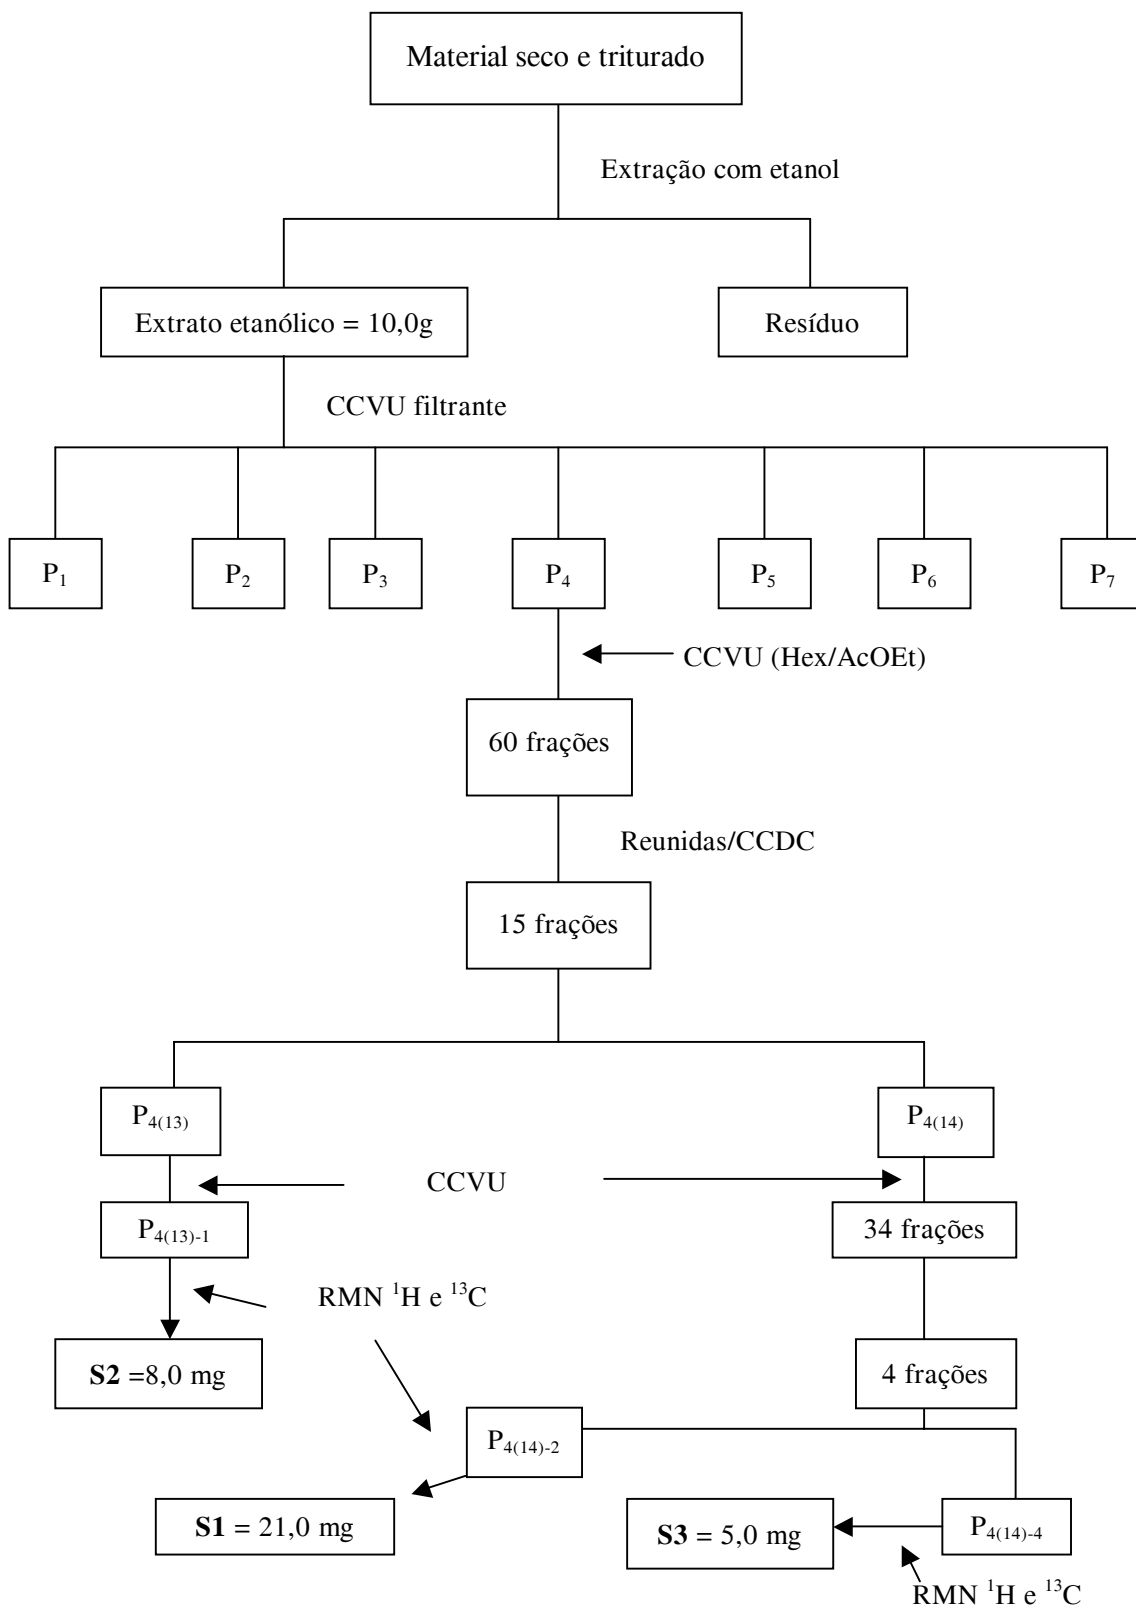 Material seco e triturado
Extração com etanol
Extrato etanólico = 10,0g
Resíduo
CCVU filtrante
P₁
P₂
P₃
P₄
P₅
P₆
P₇
CCVU (Hex/AcOEt)
60 frações
Reunidas/CCDC
15 frações
P₄₍₁₃₎
P₄₍₁₄₎
CCVU
P₄₍₁₃₎₋₁
34 frações
RMN ¹H e ¹³C
S2 =8,0 mg
4 frações
P₄₍₁₄₎₋₂
S1 = 21,0 mg
S3 = 5,0 mg
P₄₍₁₄₎₋₄
RMN ¹H e ¹³C